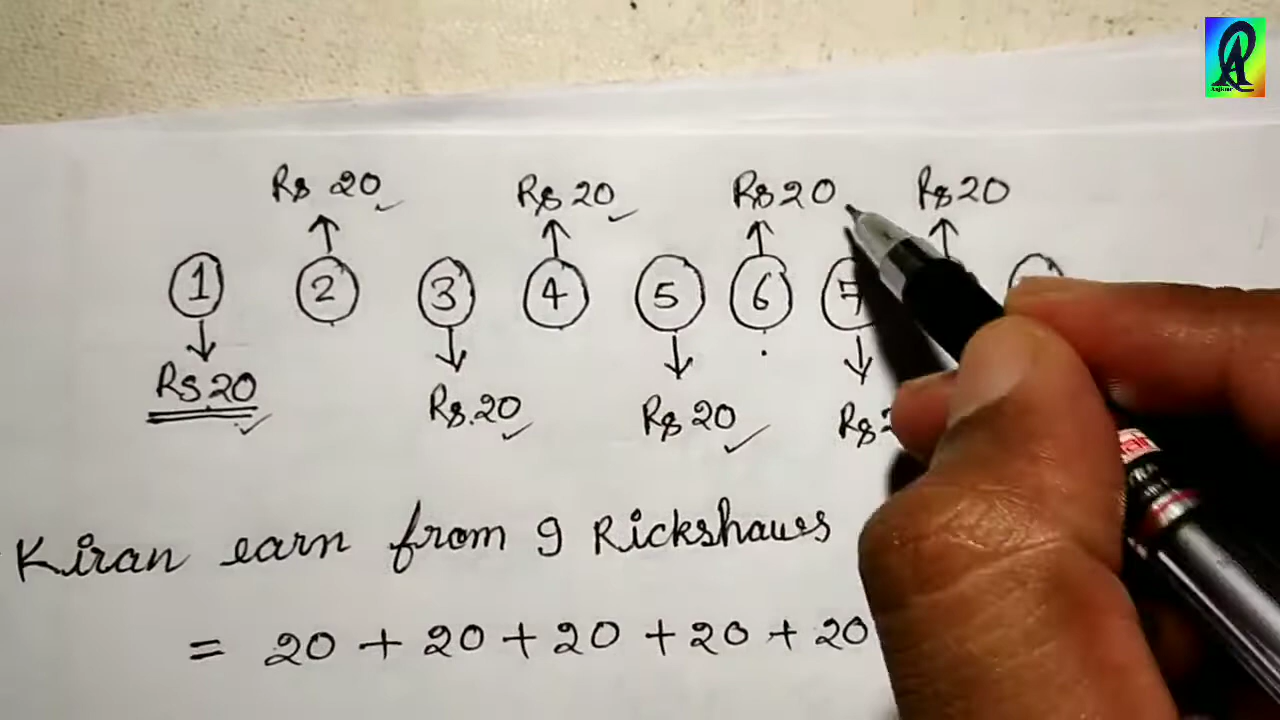 Rs 20 Rs 20 Rs 20 Rs 20
1 2 3 4 5 6 7
Rs.20 Rs.20 Rs 20 Rs
Kiran earn from 9 Rickshaws
= 20 + 20 + 20 + 20 + 20